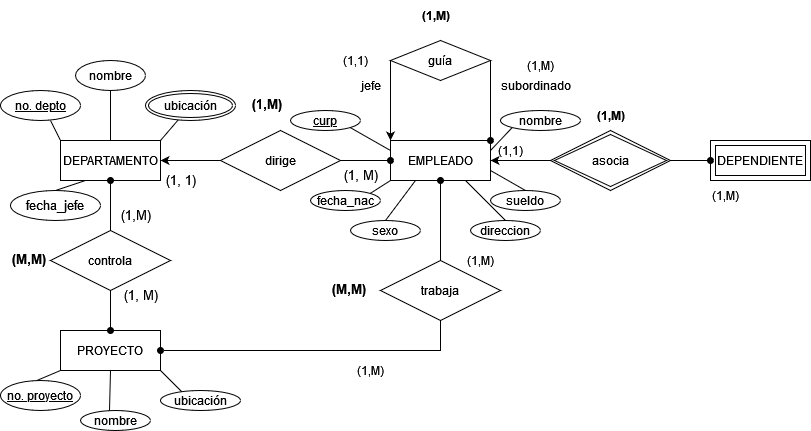 (1,M)
(1,1)
guía
(1,M)
jefe
subordinado
nombre
no. depto
ubicación
(1,M)
curp
nombre
(1,M)
DEPARTAMENTO
dirige
EMPLEADO
(1,1)
asocia
DEPENDIENTE
(1, 1)
(1, M)
fecha_jefe
fecha_nac
sueldo
(1,M)
(1,M)
sexo
direccion
(M,M)
controla
(1,M)
(1, M)
(M,M)
trabaja
PROYECTO
(1,M)
no. proyecto
ubicación
nombre